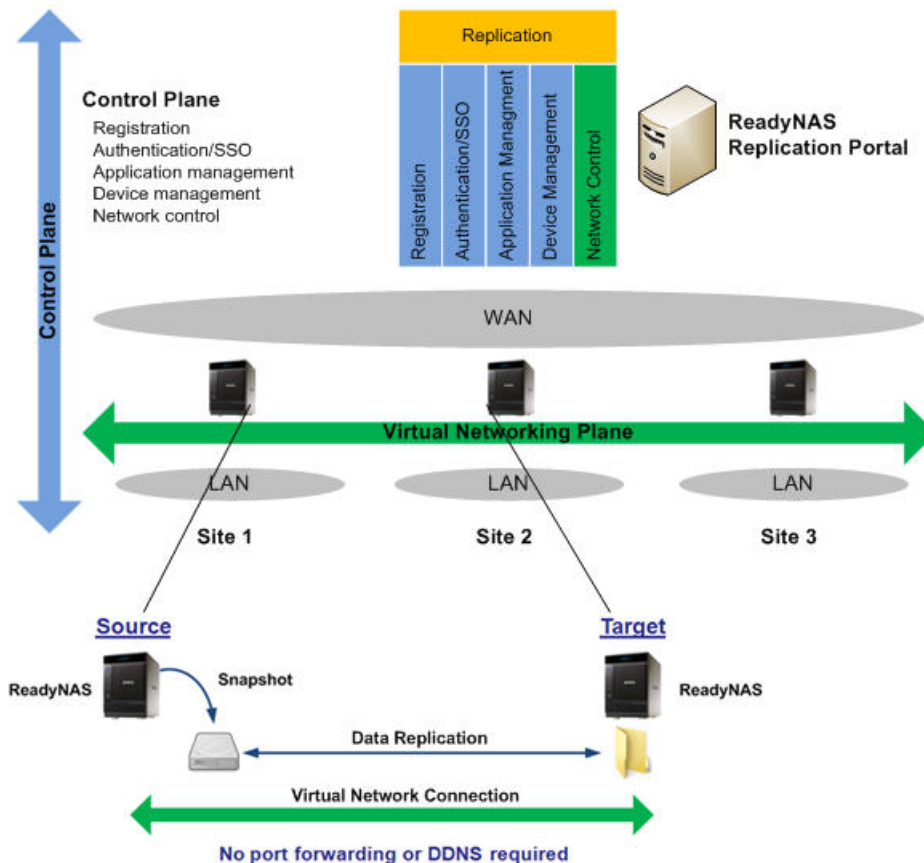 Replication
Control Plane
Registration
Authentication/SSO
Application management
Device management
Network control
Registration
Authentication/SSO
Application Managment
Device Management
Network Control
ReadyNAS
Replication Portal
Control Plane
WAN
Virtual Networking Plane
LAN
LAN
LAN
Site 1
Site 2
Site 3
Source
Target
ReadyNAS
Snapshot
ReadyNAS
Data Replication
Virtual Network Connection
No port forwarding or DDNS required